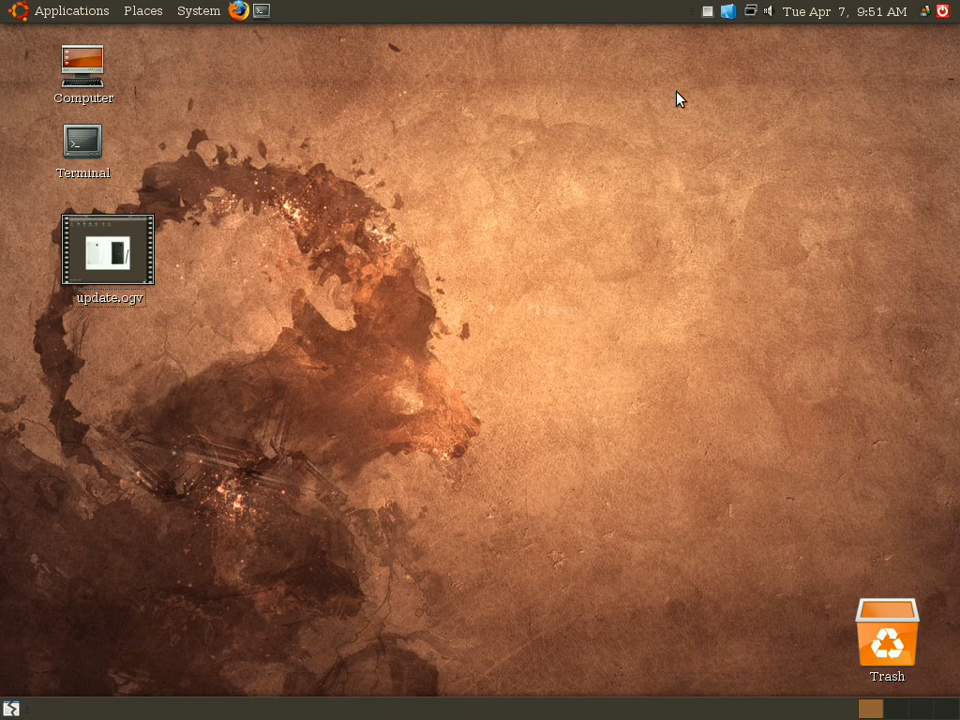 Applications Places System Tue Apr 7, 9:51 AM
Computer
Terminal
update.ogv
Trash